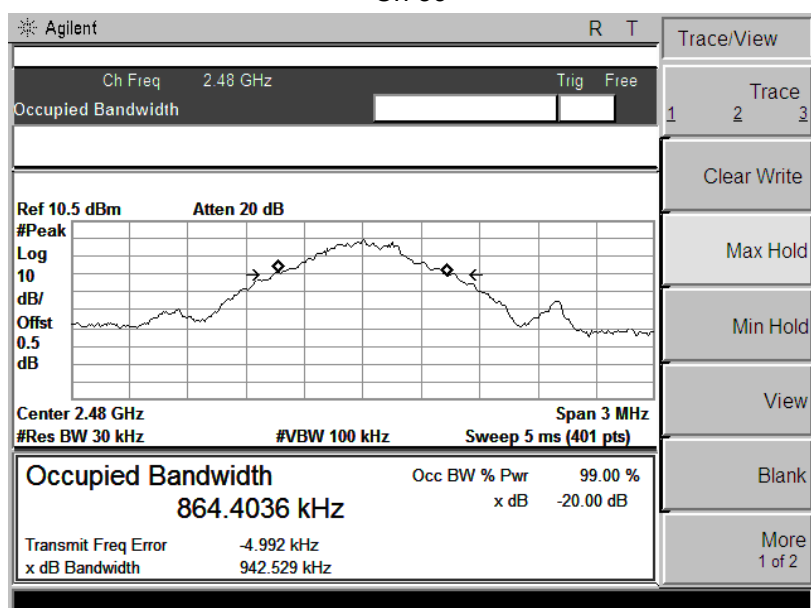 Agilent R T
Ch Freq 2.48 GHz Trig Free
Occupied Bandwidth
Ref 10.5 dBm Atten 20 dB
#Peak
Log
10
dB/
Offst
0.5
dB
Center 2.48 GHz Span 3 MHz
#Res BW 30 kHz #VBW 100 kHz Sweep 5 ms (401 pts)
Occupied Bandwidth Occ BW % Pwr 99.00 %
864.4036 kHz x dB -20.00 dB
Transmit Freq Error -4.992 kHz
x dB Bandwidth 942.529 kHz
Trace/View
Trace
1 2 3
Clear Write
Max Hold
Min Hold
View
Blank
More
1 of 2